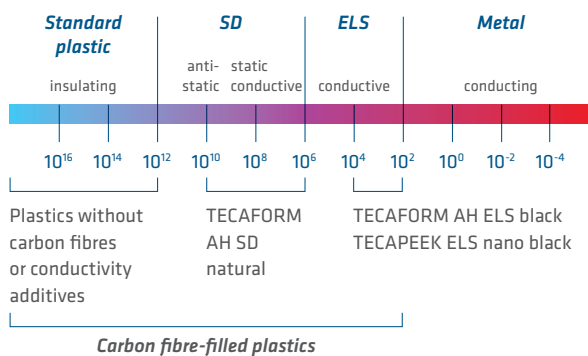 Standard plastic
SD
ELS
Metal
insulating
anti-static
static conductive
conductive
conducting
10¹⁶ 10¹⁴ 10¹² 10¹⁰ 10⁸ 10⁶ 10⁴ 10² 10⁰ 10⁻² 10⁻⁴
Plastics without
carbon fibres
or conductivity
additives
TECAFORM
AH SD
natural
TECAFORM AH ELS black
TECAPEEK ELS nano black
Carbon fibre-filled plastics